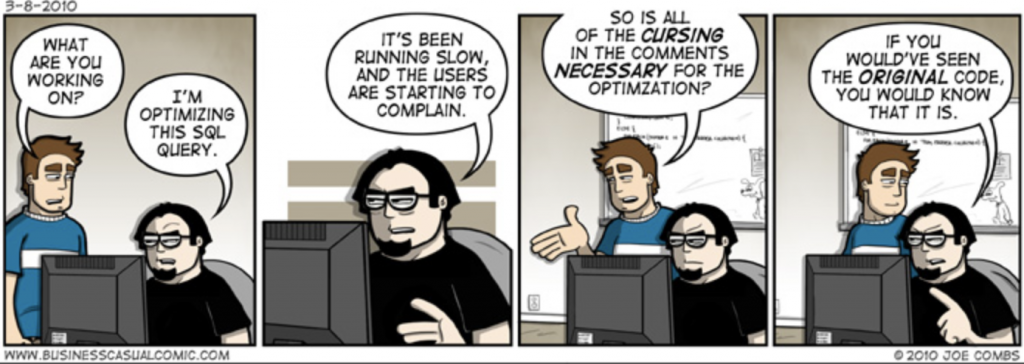 3-8-2010
WHAT
ARE YOU
WORKING
ON?
I'M
OPTIMIZING
THIS SQL
QUERY.
IT'S BEEN
RUNNING SLOW,
AND THE USERS
ARE STARTING TO
COMPLAIN.
SO IS ALL
OF THE CURSING
IN THE COMMENTS
NECESSARY FOR THE
OPTIMZATION?
IF YOU
WOULD'VE SEEN
THE ORIGINAL CODE,
YOU WOULD KNOW
THAT IT IS.
WWW.BUSINESSCASUALCOMIC.COM
© 2010 JOE COMBS